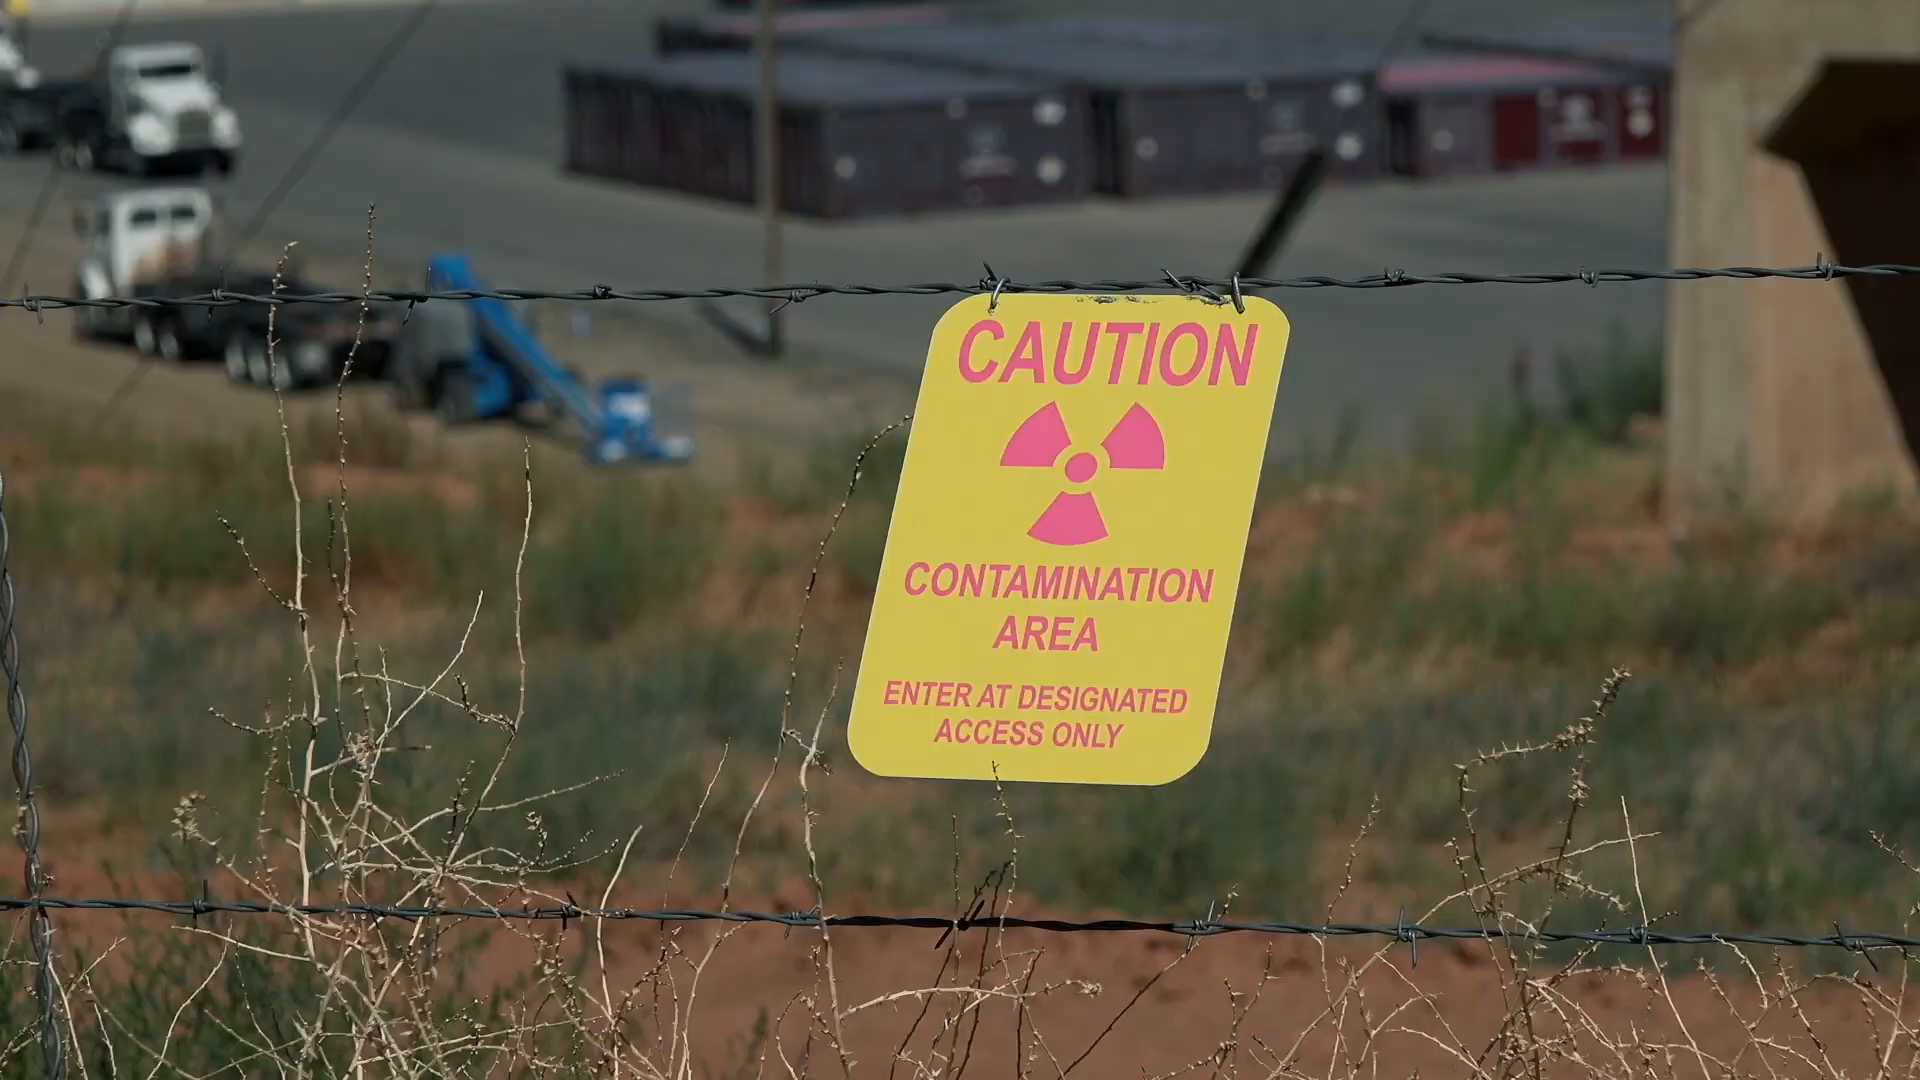 CAUTION
CONTAMINATION
AREA
ENTER AT DESIGNATED
ACCESS ONLY